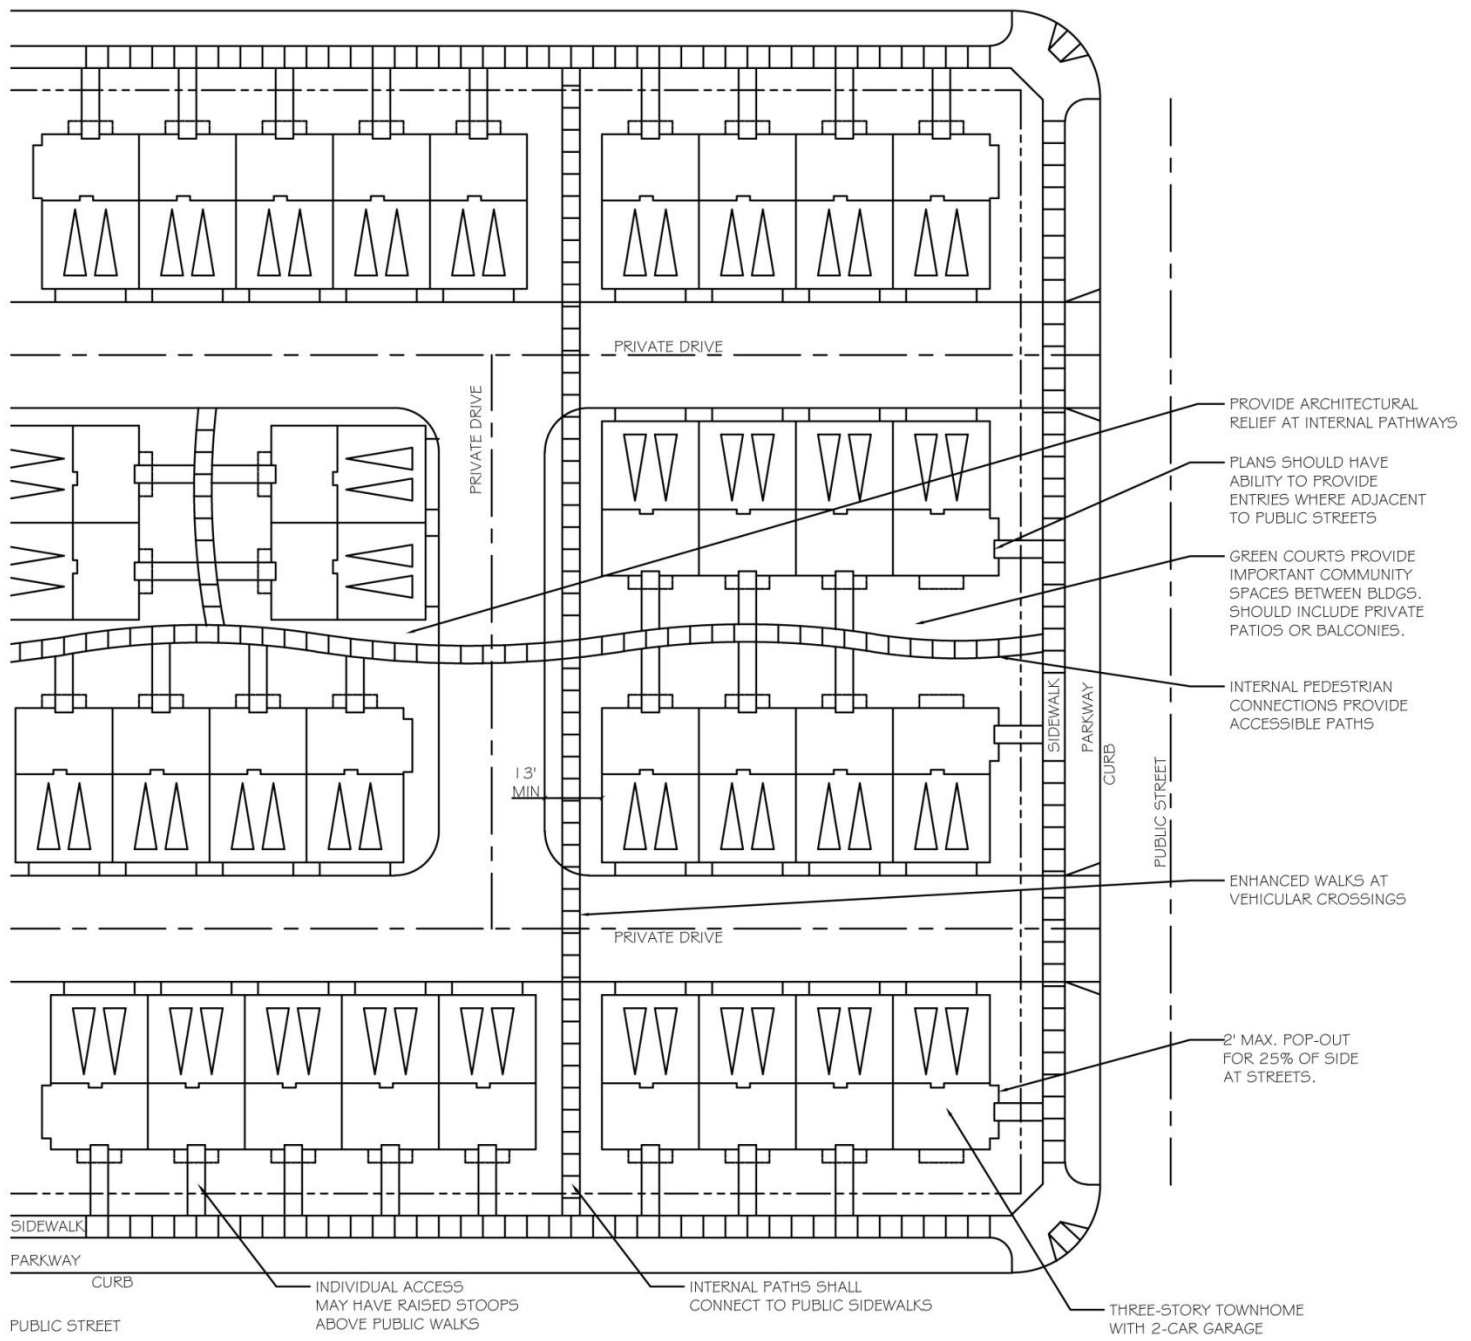 PRIVATE DRIVE
PRIVATE DRIVE
PROVIDE ARCHITECTURAL
RELIEF AT INTERNAL PATHWAYS
PLANS SHOULD HAVE
ABILITY TO PROVIDE
ENTRIES WHERE ADJACENT
TO PUBLIC STREETS
GREEN COURTS PROVIDE
IMPORTANT COMMUNITY
SPACES BETWEEN BLDGS.
SHOULD INCLUDE PRIVATE
PATIOS OR BALCONIES.
INTERNAL PEDESTRIAN
CONNECTIONS PROVIDE
ACCESSIBLE PATHS
SIDEWALK
PARKWAY
CURB
PUBLIC STREET
13'
MIN
ENHANCED WALKS AT
VEHICULAR CROSSINGS
PRIVATE DRIVE
2' MAX. POP-OUT
FOR 25% OF SIDE
AT STREETS.
SIDEWALK
PARKWAY
CURB
PUBLIC STREET
INDIVIDUAL ACCESS
MAY HAVE RAISED STOOPS
ABOVE PUBLIC WALKS
INTERNAL PATHS SHALL
CONNECT TO PUBLIC SIDEWALKS
THREE-STORY TOWNHOME
WITH 2-CAR GARAGE